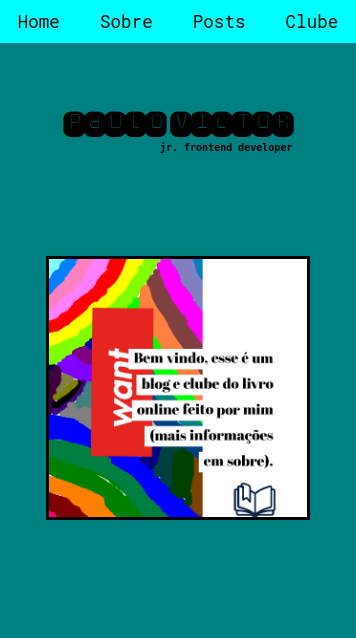 Home Sobre Posts Clube
PAULO VICTOR
jr. frontend developer
want
Bem vindo, esse é um
blog e clube do livro
online feito por mim
(mais informações
em sobre).